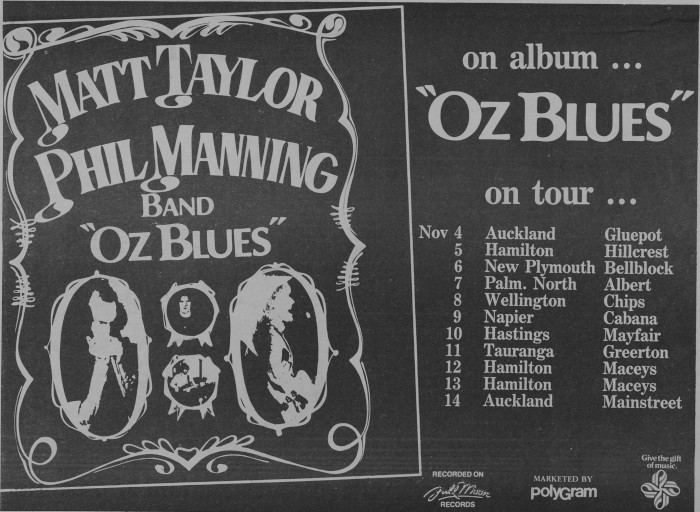 MATT TAYLOR
PHIL MANNING
BAND
"OZ BLUES"
on album ...
"OZ BLUES"
on tour ...
Nov 4 Auckland Gluepot
5 Hamilton Hillcrest
6 New Plymouth Bellblock
7 Palm. North Albert
8 Wellington Chips
9 Napier Cabana
10 Hastings Mayfair
11 Tauranga Greerton
12 Hamilton Maceys
13 Hamilton Maceys
14 Auckland Mainstreet
RECORDED ON
Full Moon
RECORDS
MARKETED BY
polyGram
Give the gift
of music.